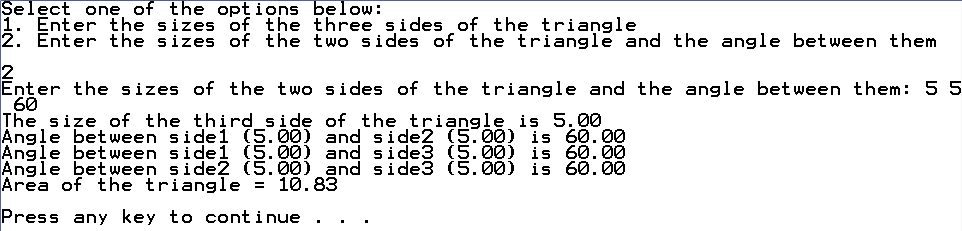 Select one of the options below:
1. Enter the sizes of the three sides of the triangle
2. Enter the sizes of the two sides of the triangle and the angle between them
2
Enter the sizes of the two sides of the triangle and the angle between them: 5 5
60
The size of the third side of the triangle is 5.00
Angle between side1 (5.00) and side2 (5.00) is 60.00
Angle between side1 (5.00) and side3 (5.00) is 60.00
Angle between side2 (5.00) and side3 (5.00) is 60.00
Area of the triangle = 10.83
Press any key to continue . . .